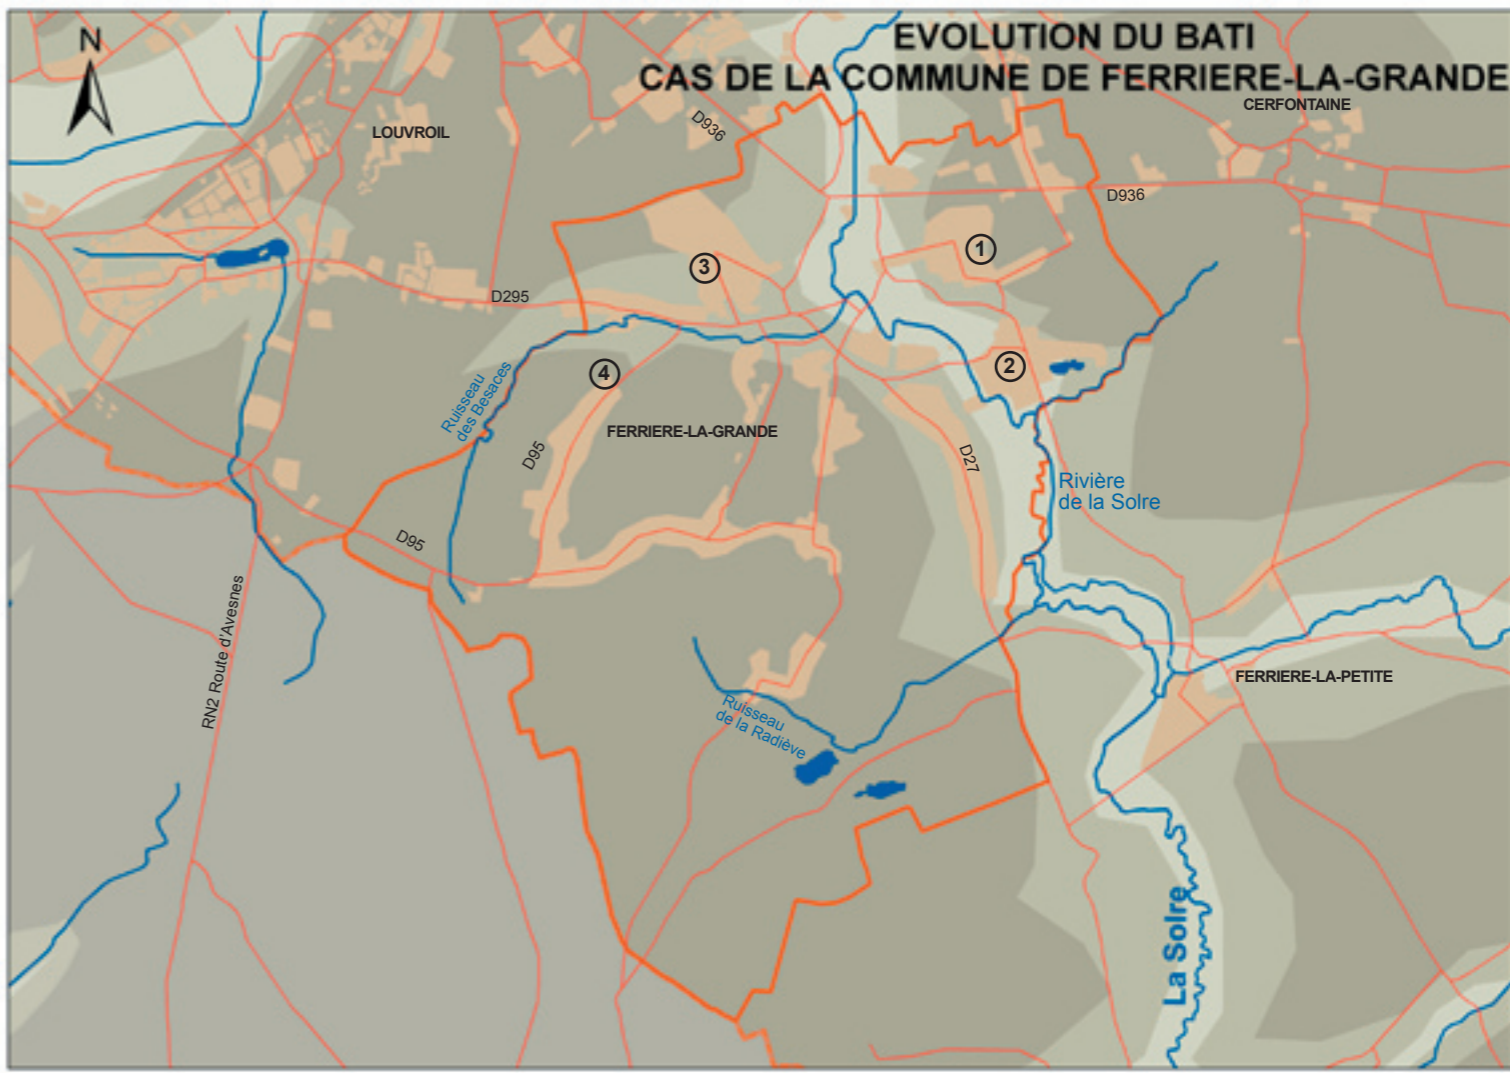 N
EVOLUTION DU BATI
CAS DE LA COMMUNE DE FERRIERE-LA-GRANDE
CERFONTAINE
LOUVROIL
D936
D936
1
3
D295
2
4
Ruisseau
des Besaces
FERRIERE-LA-GRANDE
D95
D27
Rivière
de la Solre
D95
RN2 Route d'Avesnes
FERRIERE-LA-PETITE
Ruisseau
de la Radiève
La Solre